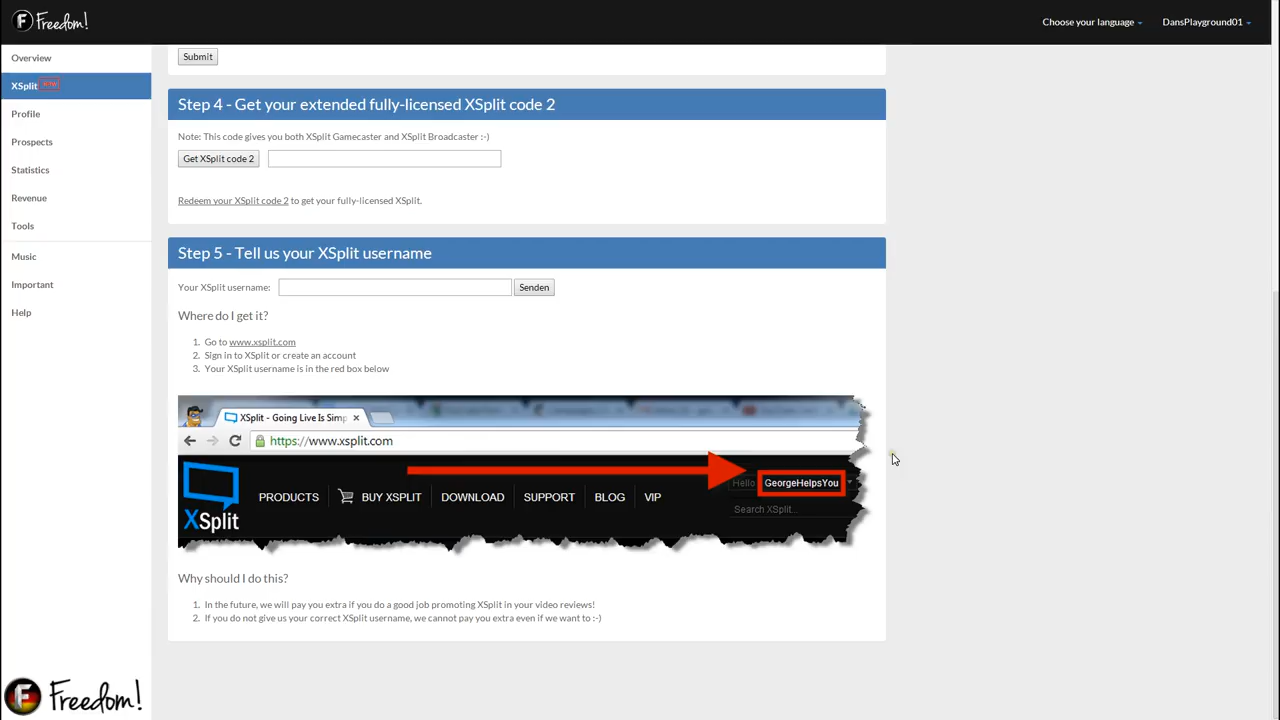 Freedom!
Choose your language
DansPlayground01
Overview
XSplit NEW
Profile
Prospects
Statistics
Revenue
Tools
Music
Important
Help
Submit
Step 4 - Get your extended fully-licensed XSplit code 2
Note: This code gives you both XSplit Gamecaster and XSplit Broadcaster :-)
Get XSplit code 2
Redeem your XSplit code 2 to get your fully-licensed XSplit.
Step 5 - Tell us your XSplit username
Your XSplit username:
Senden
Where do I get it?
1. Go to www.xsplit.com
2. Sign in to XSplit or create an account
3. Your XSplit username is in the red box below
XSplit - Going Live Is Simp
https://www.xsplit.com
XSplit
PRODUCTS
BUY XSPLIT
DOWNLOAD
SUPPORT
BLOG
VIP
Hello GeorgeHelpsYou
Search XSplit...
Why should I do this?
1. In the future, we will pay you extra if you do a good job promoting XSplit in your video reviews!
2. If you do not give us your correct XSplit username, we cannot pay you extra even if we want to :-)
Freedom!